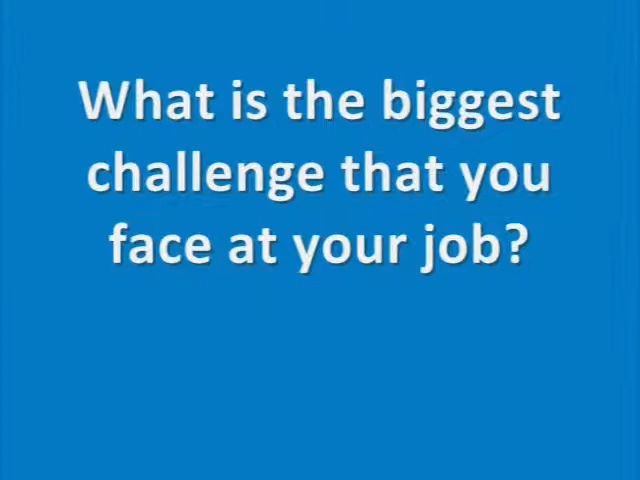 What is the biggest
challenge that you
face at your job?